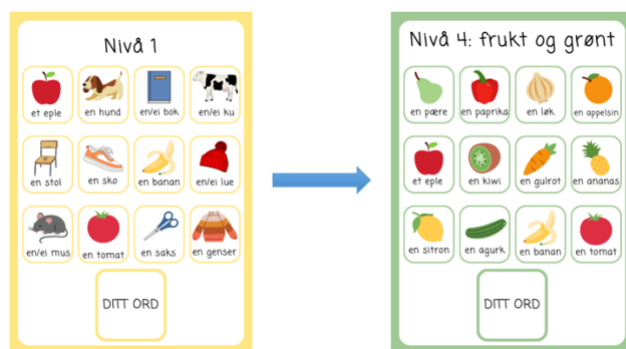 Nivå 1
et eple en hund en/ei bok en/ei ku
en stol en sko en banan en/ei lue
en/ei mus en tomat en saks en genser
DITT ORD
Nivå 4: frukt og grønt
en pære en paprika en løk en appelsin
et eple en kiwi en gulrot en ananas
en sitron en agurk en banan en tomat
DITT ORD